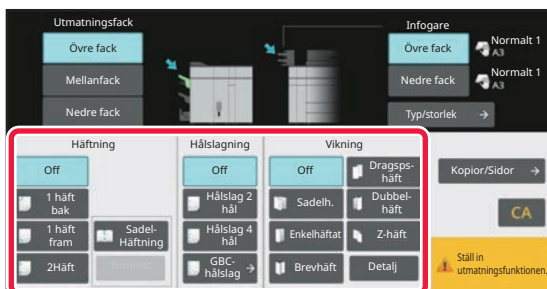 Utmatningsfack
Infogare
Övre fack
Övre fack
Normalt 1
A3
Mellanfack
Nedre fack
Normalt 1
A3
Nedre fack
Typ/storlek
Häftning
Hålslagning
Vikning
Off
Off
Off
Dragsps-
häft
Kopior/Sidor
1 häft
bak
Hålslag 2
hål
Sadelh.
Dubbel-
häft
CA
1 häft
fram
Sadel-
Häftning
Hålslag 4
hål
Enkelhäftat
Z-häft
2Häft
GBC-
hålslag
Brevhäft
Detalj
Ställ in
utmatningsfunktionen.